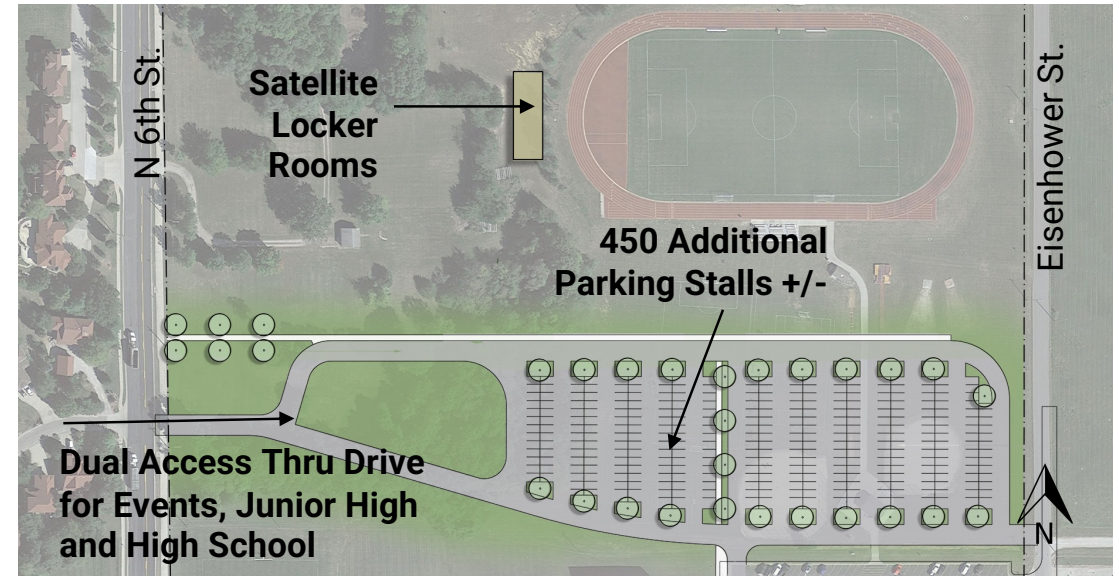 N 6th St.
Satellite
Locker
Rooms
Eisenhower St.
450 Additional
Parking Stalls +/-
Dual Access Thru Drive
for Events, Junior High
and High School
N